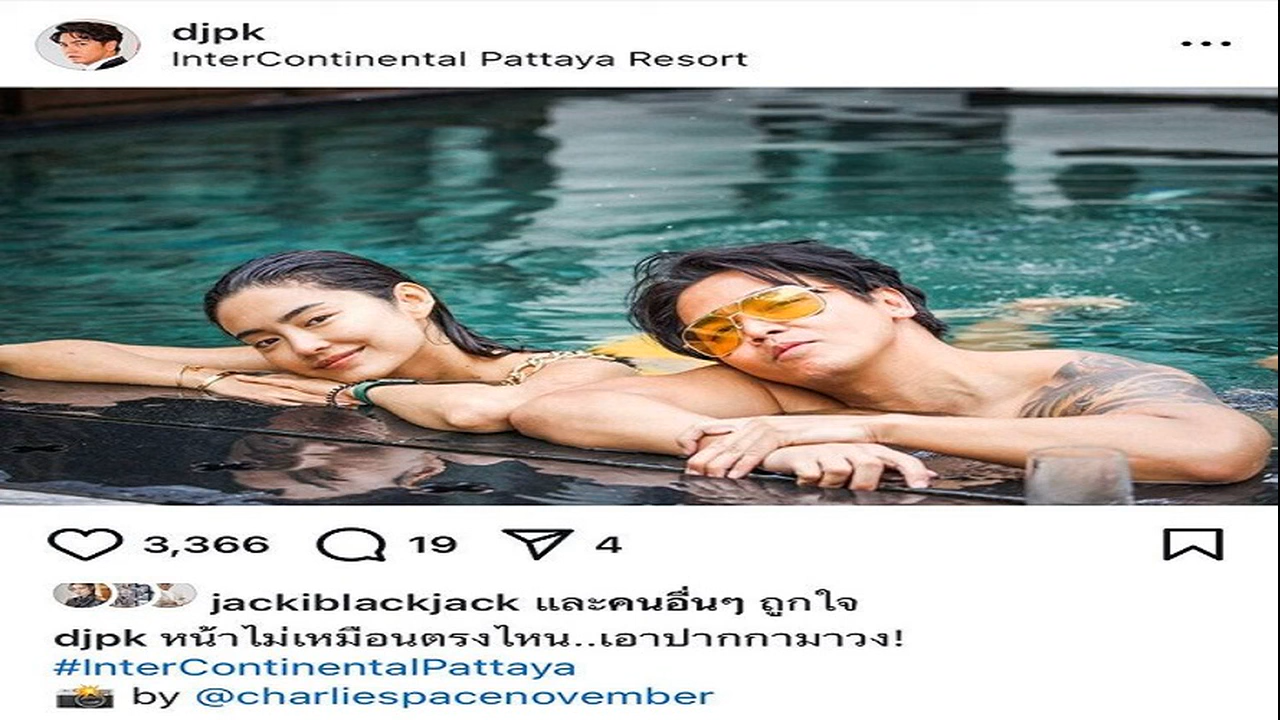 djpk
InterContinental Pattaya Resort
3,366 19 4
jackiblackjack และคนอื่นๆ ถูกใจ
djpk หน้าไม่เหมือนตรงไหน..เอาปากกามาวง!
#InterContinentalPattaya
by @charliespacenovember